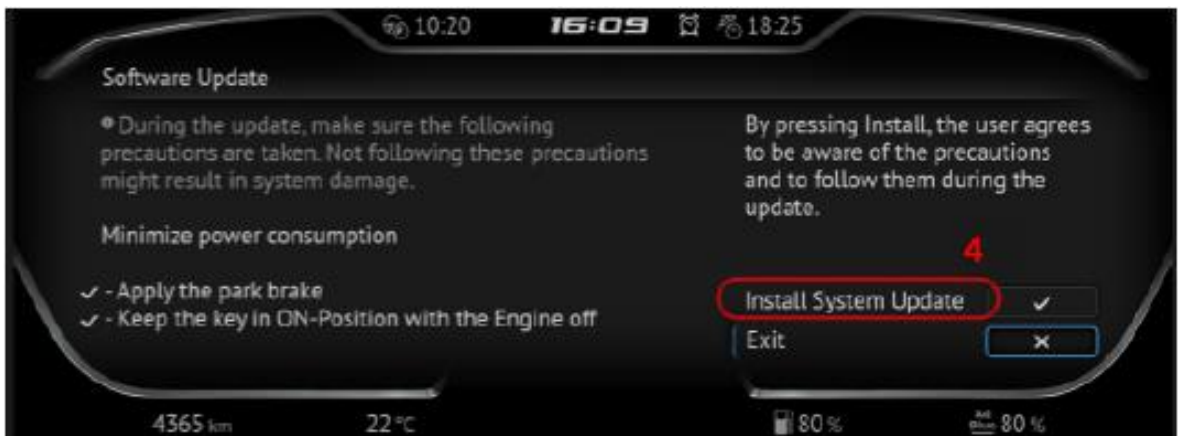 10:20 16:09 18:25
Software Update
During the update, make sure the following
precautions are taken. Not following these precautions
might result in system damage.
Minimize power consumption
- Apply the park brake
- Keep the key in ON-Position with the Engine off
By pressing Install, the user agrees
to be aware of the precautions
and to follow them during the
update.
4
Install System Update
Exit
4365 km 22 °C 80 % 80 %